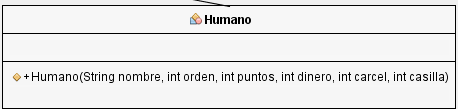 Humano
+Humano(String nombre, int orden, int puntos, int dinero, int carcel, int casilla)